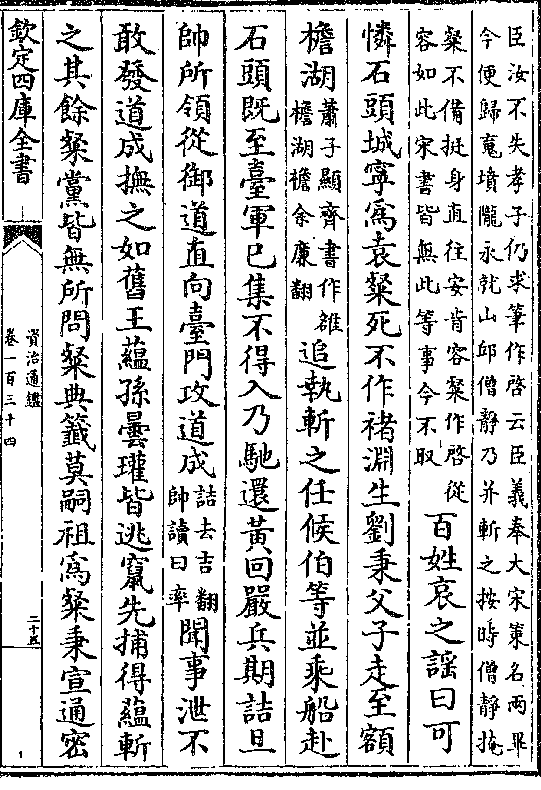 臣汝不失孝子仍求筆作啓云臣義奉大宋策名兩畢
今便歸䰟墳隴永就山邱僧靜乃并斬之按時僧靜掩
粲不備挺身直往安肯容粲作啓從
容如此宋書皆無此等事今不取
百姓哀之謡曰可
憐石頭城寧爲袁粲死不作褚淵生劉秉父子走至額
檐湖
蕭子顯齊書作雒
檐湖襜余廉翻
追執斬之任候伯等並乘船赴
石頭既至臺軍已集不得入乃馳還黄回嚴兵期詰旦
帥所領從御道直向臺門攻道成
詰去吉翻
帥讀曰率
聞事泄不
敢發道成撫之如舊王蘊孫曇瓘皆逃竄先捕得藴斬
之其餘粲黨皆無所問粲典籤莫嗣祖爲粲秉宣通密
欽定四庫全書
資治通鑑
卷一百三十四
二十五